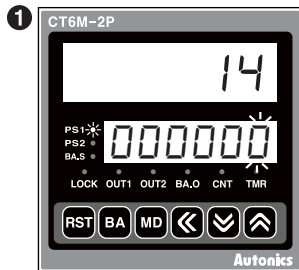 1
CT6M-2P
14
PS1
PS2
BA.S
000000
LOCK OUT1 OUT2 BA.O CNT TMR
RST BA MD
Autonics